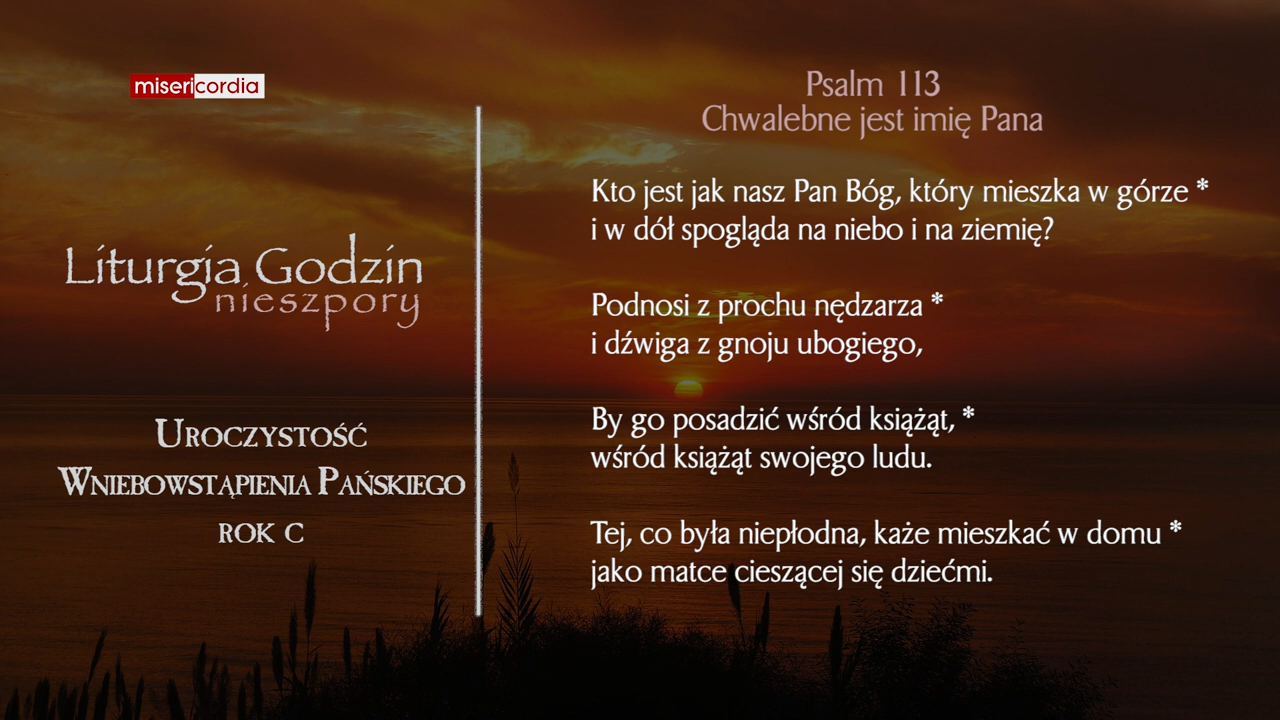 misericordia
Liturgia Godzin
nieszpory
Uroczystość
Wniebowstąpienia Pańskiego
rok C
Psalm 113
Chwalebne jest imię Pana
Kto jest jak nasz Pan Bóg, który mieszka w górze *
i w dół spogląda na niebo i na ziemię?
Podnosi z prochu nędzarza *
i dźwiga z gnoju ubogiego,
By go posadzić wśród książąt, *
wśród książąt swojego ludu.
Tej, co była niepłodna, każe mieszkać w domu *
jako matce cieszącej się dziećmi.